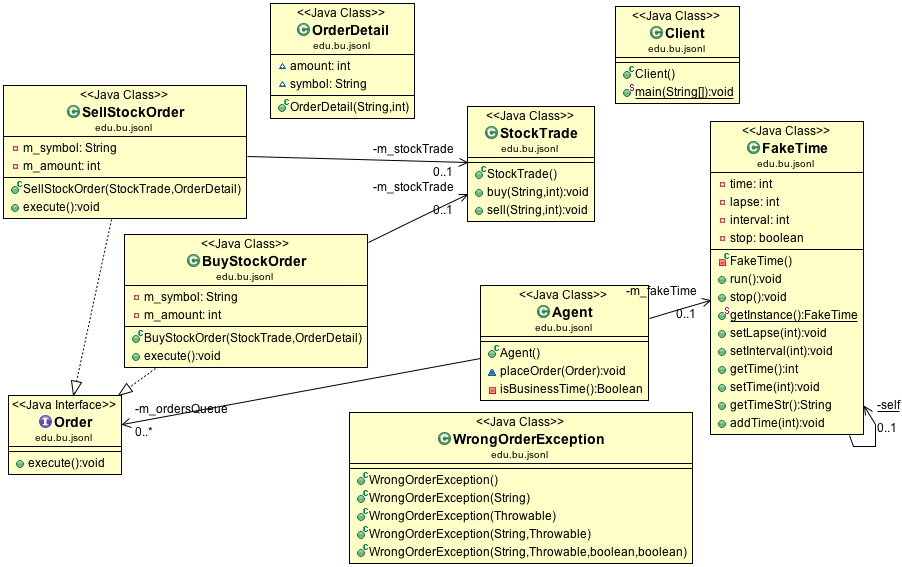 <<Java Class>>
OrderDetail
edu.bu.jsonl
amount: int
symbol: String
OrderDetail(String,int)
<<Java Class>>
Client
edu.bu.jsonl
Client()
main(String[]):void
<<Java Class>>
SellStockOrder
edu.bu.jsonl
m_symbol: String
m_amount: int
SellStockOrder(StockTrade,OrderDetail)
execute():void
-m_stockTrade
0..1
-m_stockTrade
0..1
<<Java Class>>
StockTrade
edu.bu.jsonl
StockTrade()
buy(String,int):void
sell(String,int):void
<<Java Class>>
FakeTime
edu.bu.jsonl
time: int
lapse: int
interval: int
stop: boolean
FakeTime()
run():void
stop():void
getInstance():FakeTime
setLapse(int):void
setInterval(int):void
getTime():int
setTime(int):void
getTimeStr():String
addTime(int):void
-self
0..1
<<Java Class>>
BuyStockOrder
edu.bu.jsonl
m_symbol: String
m_amount: int
BuyStockOrder(StockTrade,OrderDetail)
execute():void
<<Java Class>>
Agent
edu.bu.jsonl
Agent()
placeOrder(Order):void
isBusinessTime():Boolean
-m_fakeTime
0..1
<<Java Interface>>
Order
edu.bu.jsonl
execute():void
-m_ordersQueue
0..*
<<Java Class>>
WrongOrderException
edu.bu.jsonl
WrongOrderException()
WrongOrderException(String)
WrongOrderException(Throwable)
WrongOrderException(String,Throwable)
WrongOrderException(String,Throwable,boolean,boolean)